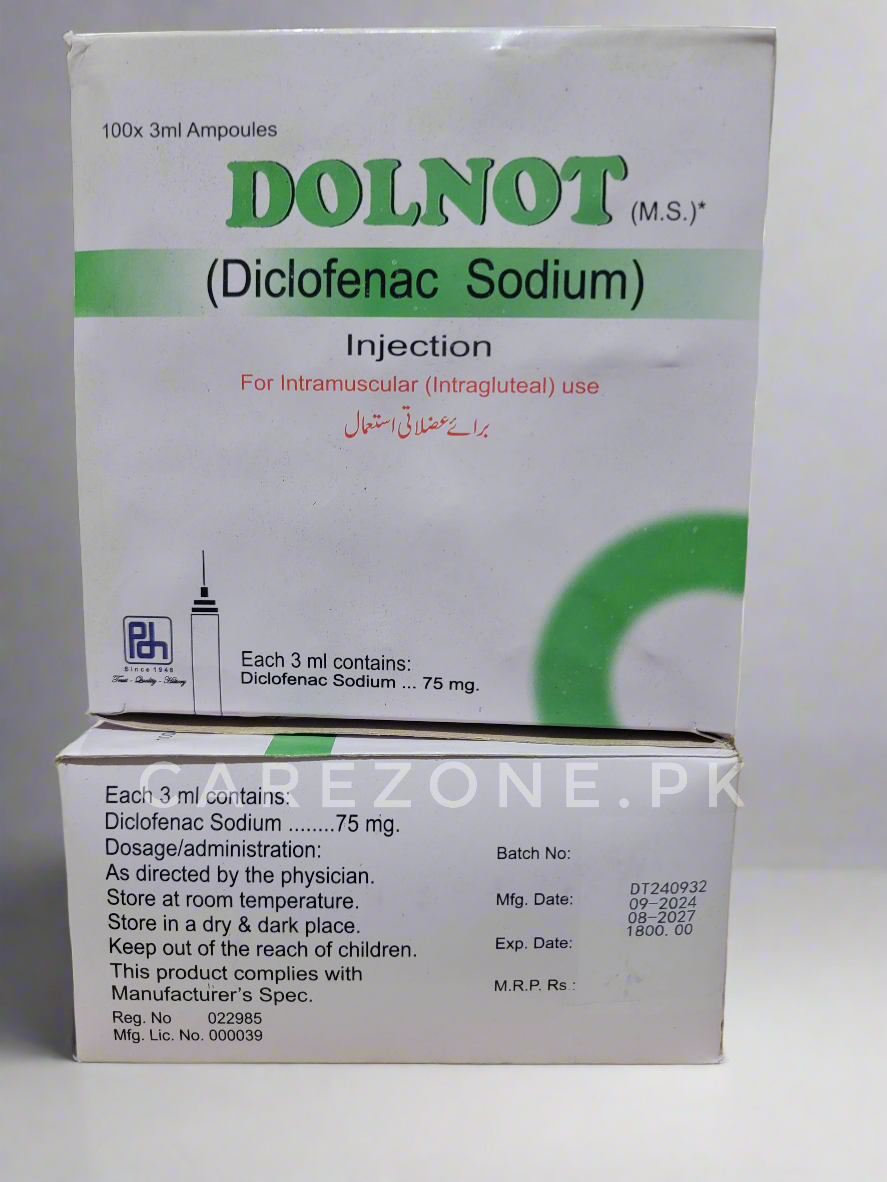 100x 3ml Ampoules
DOLNOT (M.S.)*
(Diclofenac Sodium)
Injection
For Intramuscular (Intragluteal) use
برائے عضلاتی استعمال
Pdh
Since 1948
Trust - Quality - History
Each 3 ml contains:
Diclofenac Sodium ... 75 mg.
CAREZONE.PK
Each 3 ml contains:
Diclofenac Sodium ........75 mg.
Dosage/administration:
As directed by the physician.
Store at room temperature.
Store in a dry & dark place.
Keep out of the reach of children.
This product complies with
Manufacturer's Spec.
Reg. No 022985
Mfg. Lic. No. 000039
Batch No:
Mfg. Date:
Exp. Date:
M.R.P. Rs :
DT240932
09-2024
08-2027
1800.00